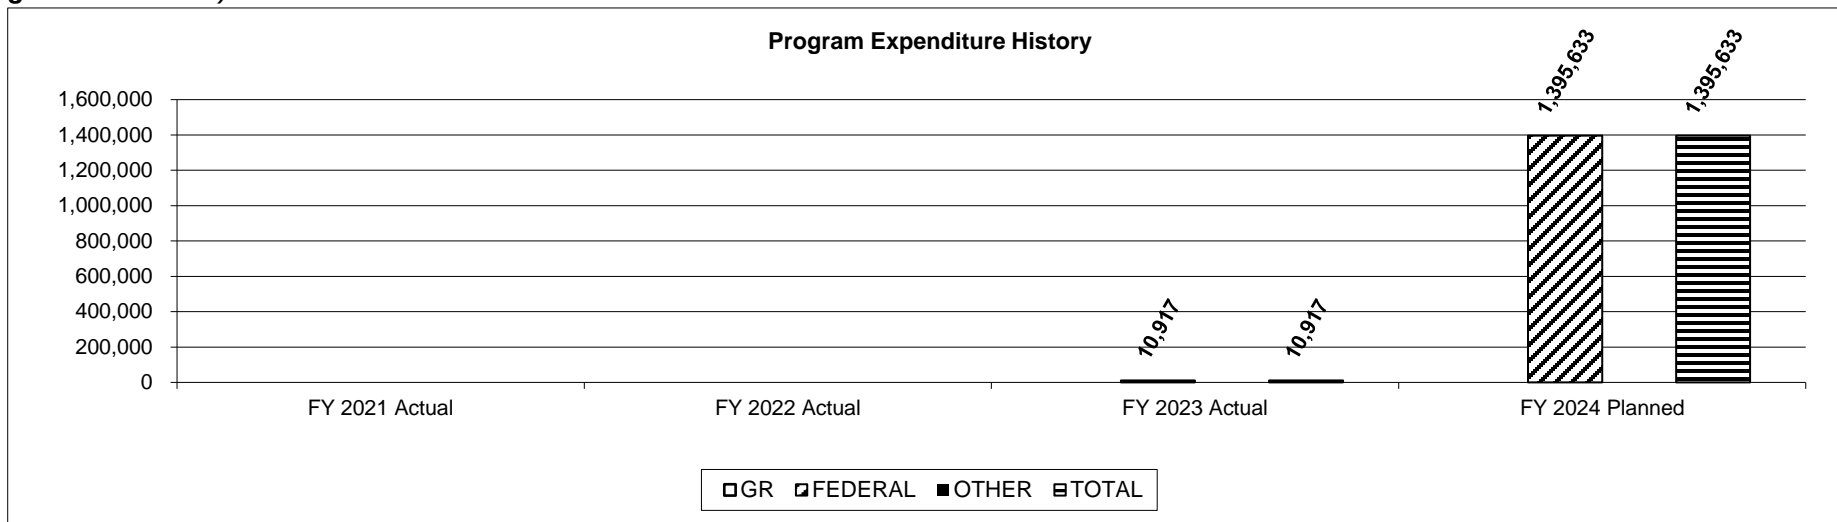 Program Expenditure History
1,395,633
1,395,633
1,600,000
1,400,000
1,200,000
1,000,000
800,000
600,000
400,000
10,917
10,917
200,000
0
FY 2021 Actual
FY 2022 Actual
FY 2023 Actual
FY 2024 Planned
GR FEDERAL OTHER TOTAL